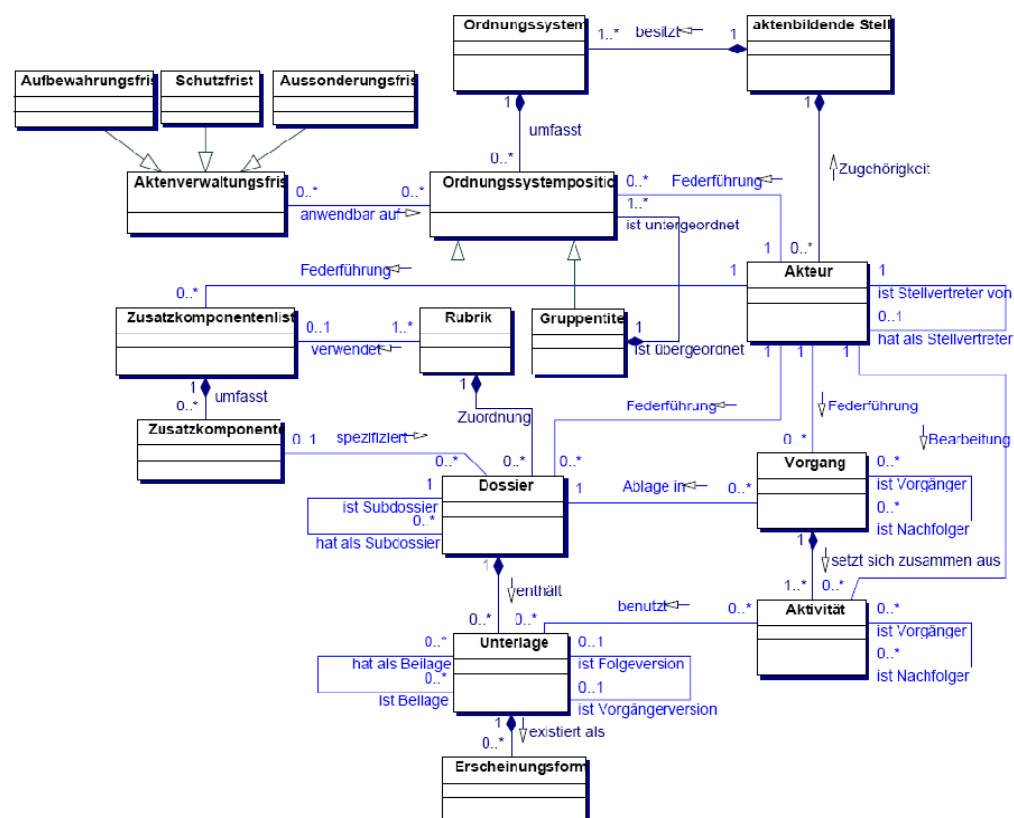 Ordnungssystem
1..*
besitzt
1
aktenbildende Stell
1
1
umfasst
0..*
Aufbewahrungsfris
Schutzfrist
Aussonderungsfris
Aktenverwaltungsfris
0..*
0..*
anwendbar auf
Ordnungssystempositio
0..*
Federführung
1..*
ist untergeordnet
Zugehörigkeit
1
0..*
Federführung
0..*
1
Akteur
1
ist Stellvertreter von
0..1
hat als Stellvertreter
Zusatzkomponentenlist
0..1
1..*
verwendet
Rubrik
Gruppentite
1
ist übergeordnet
1
1
1
1
umfasst
0..*
1
Zuordnung
Federführung
Federführung
Zusatzkomponente
0..1
spezifiziert
0..*
0..*
0..*
0..*
Bearbeitung
Dossier
1
ist Subdossier
0..*
hat als Subdossier
1
Ablage in
0..*
Vorgang
0..*
ist Vorgänger
0..*
ist Nachfolger
1
enthält
0..*
1
setzt sich zusammen aus
1..*
0..*
0..*
benutzt
0..*
Unterlage
0..*
hat als Beilage
0..*
ist Beilage
0..1
ist Folgeversion
0..1
ist Vorgängerversion
Aktivität
0..*
ist Vorgänger
0..*
ist Nachfolger
1
existiert als
0..*
Erscheinungsform